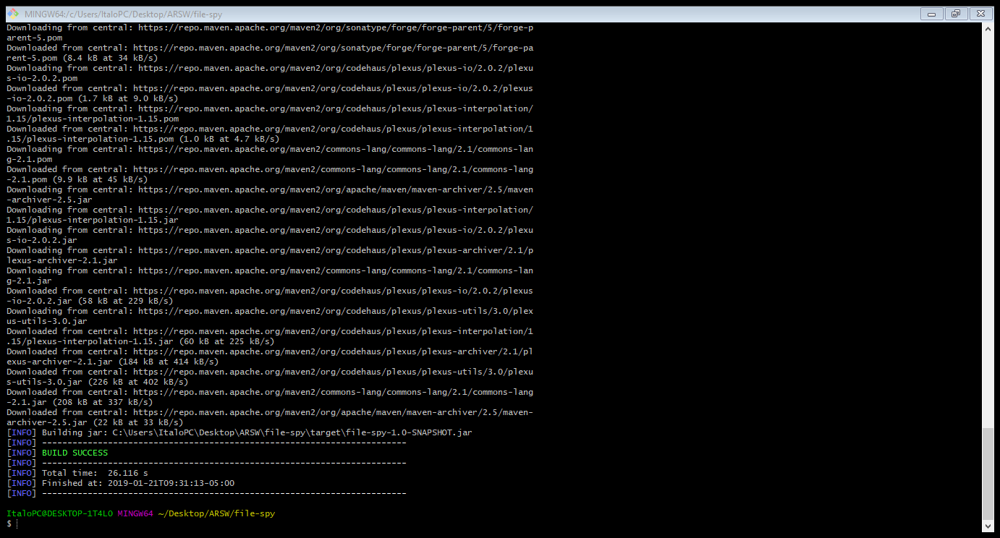 MINGW64:/c/Users/ItaloPC/Desktop/ARSW/file-spy
Downloading from central: https://repo.maven.apache.org/maven2/org/sonatype/forge/forge-parent/5/forge-p
arent-5.pom
Downloaded from central: https://repo.maven.apache.org/maven2/org/sonatype/forge/forge-parent/5/forge-pa
rent-5.pom (8.4 kB at 34 kB/s)
Downloading from central: https://repo.maven.apache.org/maven2/org/codehaus/plexus/plexus-io/2.0.2/plexu
s-io-2.0.2.pom
Downloaded from central: https://repo.maven.apache.org/maven2/org/codehaus/plexus/plexus-io/2.0.2/plexus
-io-2.0.2.pom (1.7 kB at 9.0 kB/s)
Downloading from central: https://repo.maven.apache.org/maven2/org/codehaus/plexus/plexus-interpolation/
1.15/plexus-interpolation-1.15.pom
Downloaded from central: https://repo.maven.apache.org/maven2/org/codehaus/plexus/plexus-interpolation/1
.15/plexus-interpolation-1.15.pom (1.0 kB at 4.7 kB/s)
Downloading from central: https://repo.maven.apache.org/maven2/commons-lang/commons-lang/2.1/commons-lan
g-2.1.pom
Downloaded from central: https://repo.maven.apache.org/maven2/commons-lang/commons-lang/2.1/commons-lang
-2.1.pom (9.9 kB at 45 kB/s)
Downloading from central: https://repo.maven.apache.org/maven2/org/apache/maven/maven-archiver/2.5/maven
-archiver-2.5.jar
Downloading from central: https://repo.maven.apache.org/maven2/org/codehaus/plexus/plexus-interpolation/
1.15/plexus-interpolation-1.15.jar
Downloading from central: https://repo.maven.apache.org/maven2/org/codehaus/plexus/plexus-io/2.0.2/plexu
s-io-2.0.2.jar
Downloading from central: https://repo.maven.apache.org/maven2/org/codehaus/plexus/plexus-archiver/2.1/p
lexus-archiver-2.1.jar
Downloading from central: https://repo.maven.apache.org/maven2/commons-lang/commons-lang/2.1/commons-lan
g-2.1.jar
Downloaded from central: https://repo.maven.apache.org/maven2/org/codehaus/plexus/plexus-io/2.0.2/plexus
-io-2.0.2.jar (58 kB at 229 kB/s)
Downloading from central: https://repo.maven.apache.org/maven2/org/codehaus/plexus/plexus-utils/3.0/plex
us-utils-3.0.jar
Downloaded from central: https://repo.maven.apache.org/maven2/org/codehaus/plexus/plexus-interpolation/1
.15/plexus-interpolation-1.15.jar (60 kB at 225 kB/s)
Downloaded from central: https://repo.maven.apache.org/maven2/org/codehaus/plexus/plexus-archiver/2.1/pl
exus-archiver-2.1.jar (184 kB at 414 kB/s)
Downloaded from central: https://repo.maven.apache.org/maven2/org/codehaus/plexus/plexus-utils/3.0/plexu
s-utils-3.0.jar (226 kB at 402 kB/s)
Downloaded from central: https://repo.maven.apache.org/maven2/commons-lang/commons-lang/2.1/commons-lang
-2.1.jar (208 kB at 337 kB/s)
Downloaded from central: https://repo.maven.apache.org/maven2/org/apache/maven/maven-archiver/2.5/maven-
archiver-2.5.jar (22 kB at 33 kB/s)
[INFO] Building jar: C:\Users\ItaloPC\Desktop\ARSW\file-spy\target\file-spy-1.0-SNAPSHOT.jar
[INFO] ------------------------------------------------------------------------
[INFO] BUILD SUCCESS
[INFO] ------------------------------------------------------------------------
[INFO] Total time:  26.116 s
[INFO] Finished at: 2019-01-21T09:31:13-05:00
[INFO] ------------------------------------------------------------------------
ItaloPC@DESKTOP-1T4LO MINGW64 ~/Desktop/ARSW/file-spy
$